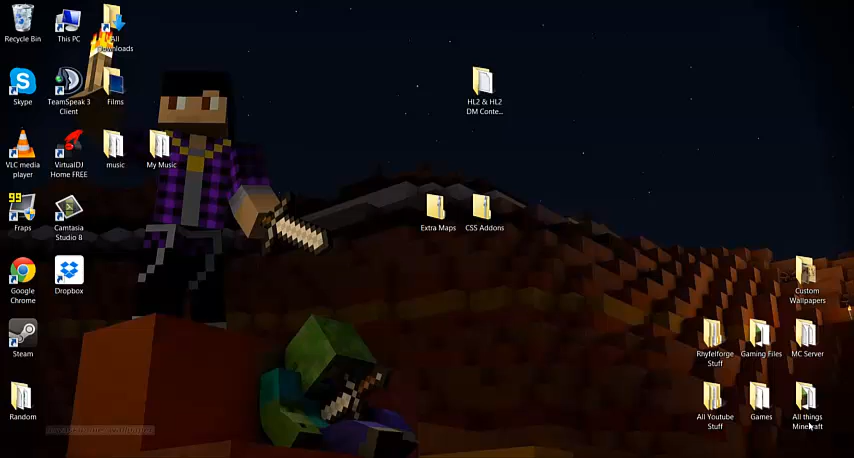 Recycle Bin
This PC
All
Downloads
Skype
TeamSpeak 3
Client
Films
HL2 & HL2
DM Conte...
VLC media
player
VirtualDJ
Home FREE
music
My Music
99
Fraps
Camtasia
Studio 8
Extra Maps
CSS Addons
Google
Chrome
Dropbox
Custom
Wallpapers
Steam
Rhyfelforge
Stuff
Gaming Files
MC Server
Random
All Youtube
Stuff
Games
All things
Minecraft